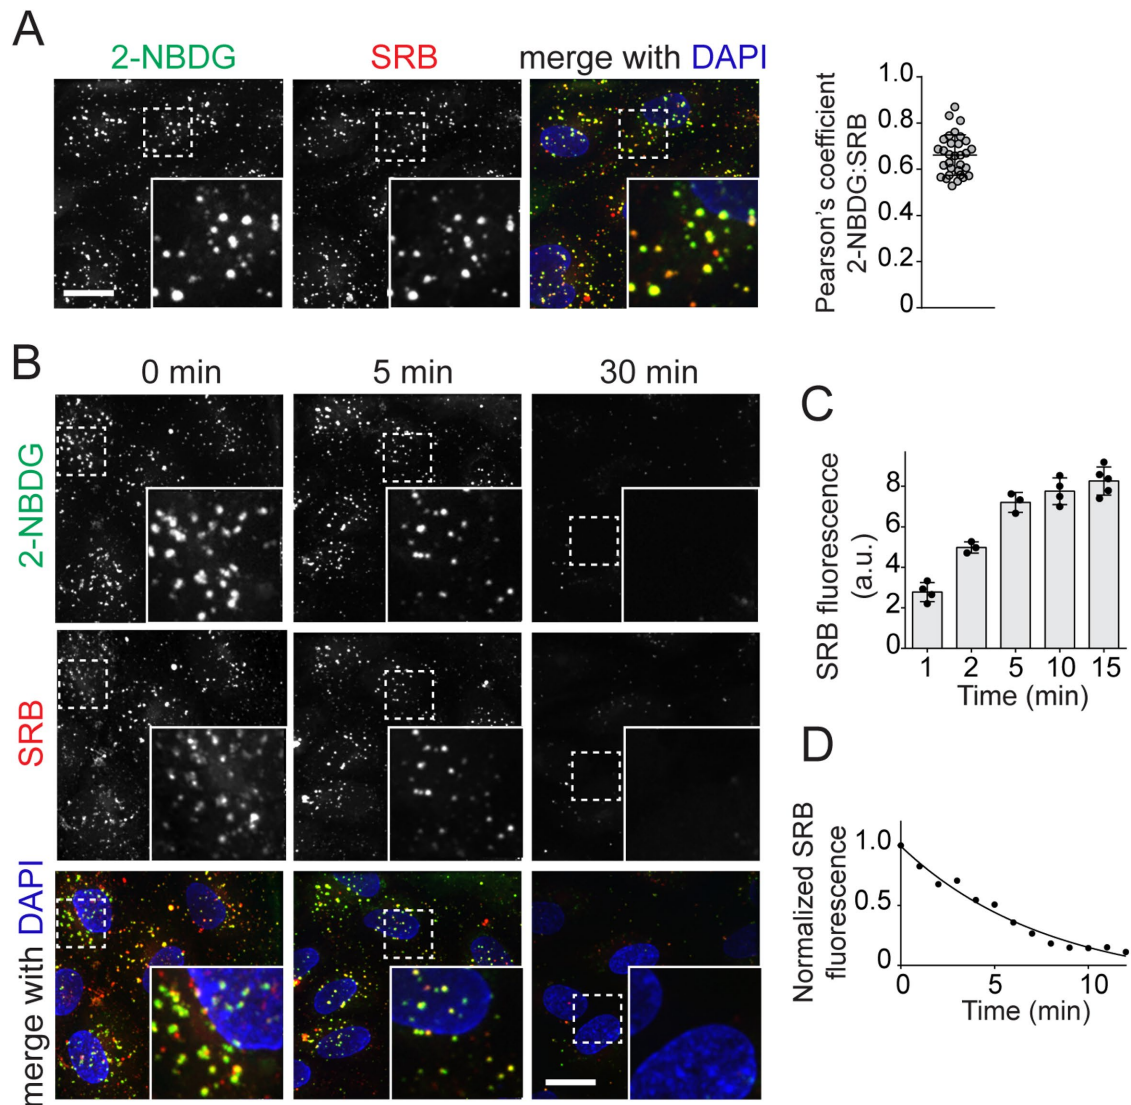 A
2-NBDG
SRB
merge with DAPI
Pearson's coefficient
2-NBDG:SRB
1.0
0.8
0.6
0.4
0.2
0
B
0 min
5 min
30 min
2-NBDG
SRB
merge with DAPI
C
SRB fluorescence
(a.u.)
8
6
4
2
0
1 2 5 10 15
Time (min)
D
Normalized SRB
fluorescence
1.0
0.5
0
0 5 10
Time (min)